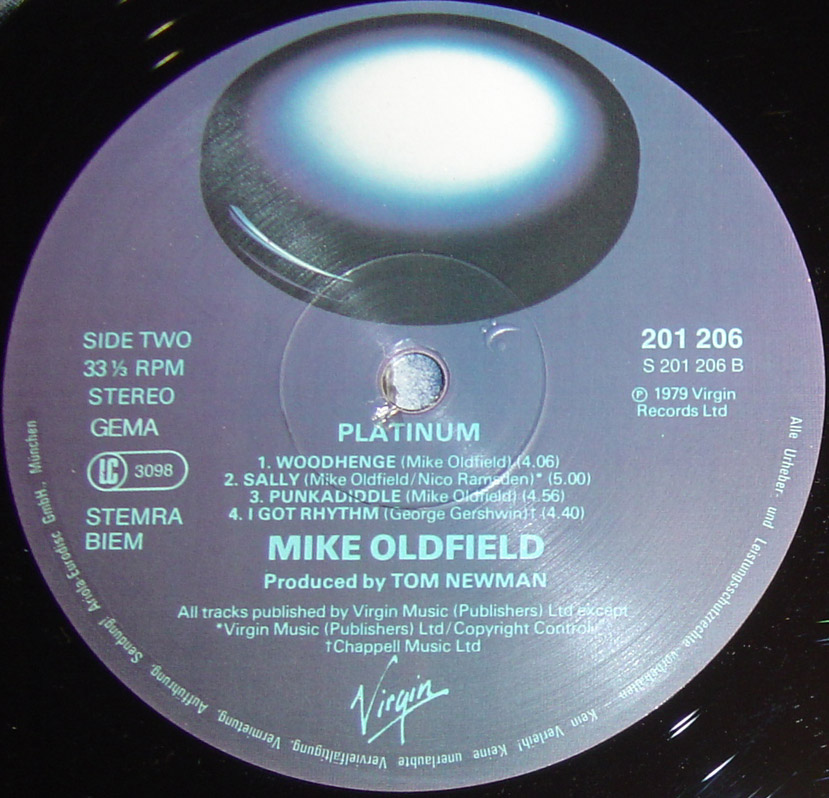 SIDE TWO
33⅓ RPM
STEREO
GEMA
LC 3098
STEMRA
BIEM
201 206
S 201 206 B
℗ 1979 Virgin
Records Ltd
PLATINUM
1. WOODHENGE (Mike Oldfield) (4.06)
2. SALLY (Mike Oldfield/Nico Ramsden)* (5.00)
3. PUNKADIDDLE (Mike Oldfield) (4.56)
4. I GOT RHYTHM (George Gershwin)† (4.40)
MIKE OLDFIELD
Produced by TOM NEWMAN
All tracks published by Virgin Music (Publishers) Ltd except
*Virgin Music (Publishers) Ltd/Copyright Control
†Chappell Music Ltd
Virgin
Alle Urheber- und Leistungsschutzrechte vorbehalten. Kein Verleih! Keine unerlaubte Vervielfältigung, Vermietung, Aufführung, Sendung! Ariola-Eurodisc GmbH., München